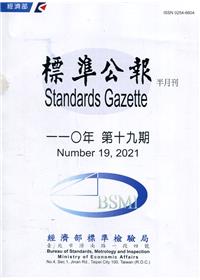 經濟部
ISSN 0254-6604
標準公報 半月刊
Standards Gazette
一一〇年 第十九期
Number 19, 2021
BSMI
經濟部標準檢驗局
臺北市濟南路一段四號
Bureau of Standards, Metrology and Inspection
Ministry of Economic Affairs
No.4, Sec.1, Jinan Rd., Taipei City 100, Taiwan (R.O.C.)